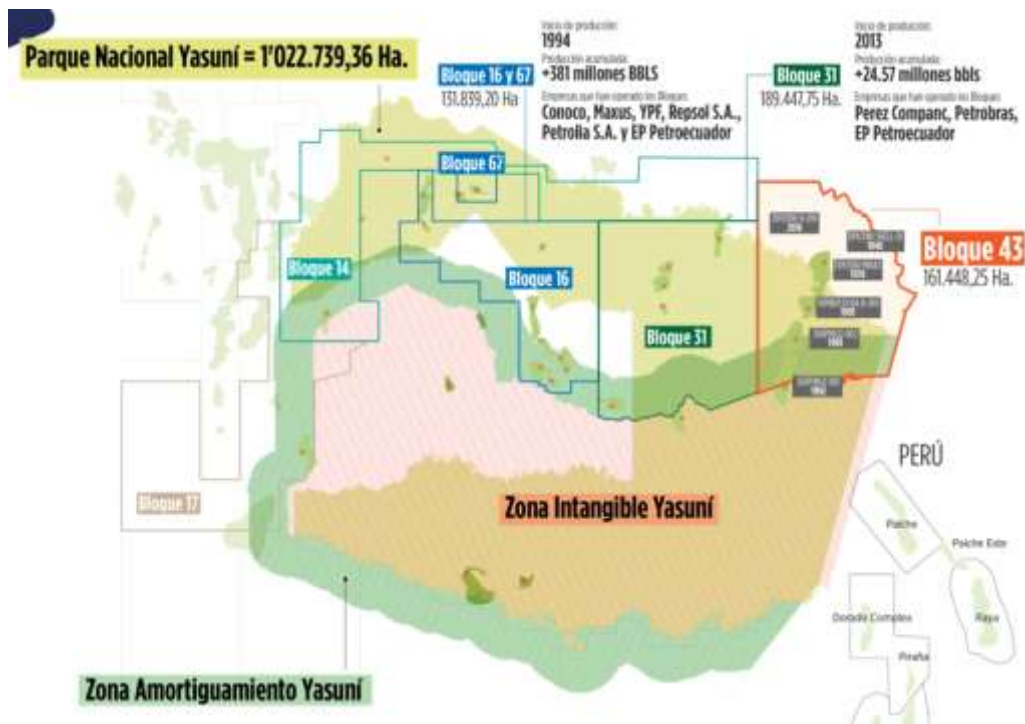 Parque Nacional Yasuní = 1'022.739,36 Ha.
Bloque 16 y 67
131.839,20 Ha
Inicio de producción:
1994
Producción acumulada:
+381 millones BBLS
Empresas que han operado los Bloques:
Conoco, Maxus, YPF, Repsol S.A.,
Petrolia S.A. y EP Petroecuador
Bloque 31
189.447,75 Ha.
Inicio de producción:
2013
Producción acumulada:
+24.57 millones bbls
Empresas que han operado los Bloques:
Perez Companc, Petrobras,
EP Petroecuador
Bloque 67
Bloque 14
Bloque 16
Bloque 31
Bloque 43
161.448,25 Ha.
Bloque 17
Zona Intangible Yasuní
PERÚ
Paiche
Paiche Este
Dorado Complex
Raya
Piraña
Zona Amortiguamiento Yasuní